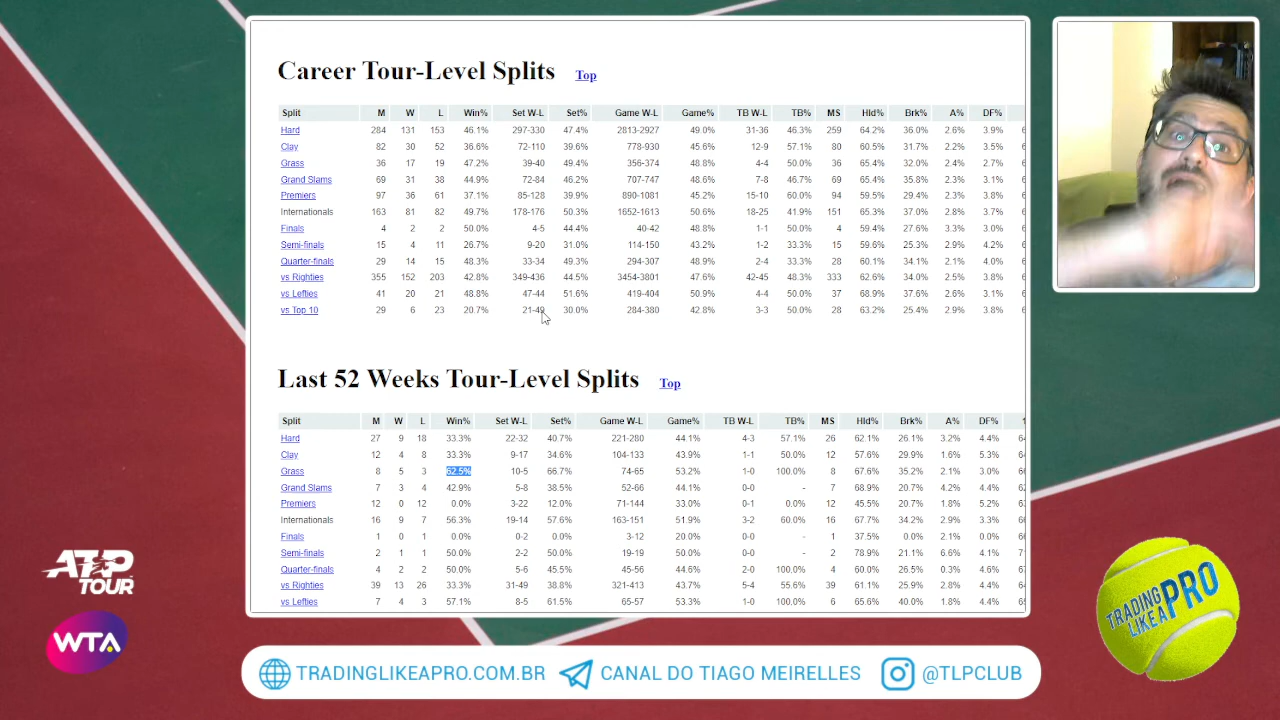 Career Tour-Level Splits Top
Split M W L Win% Set W-L Set% Game W-L Game% TB W-L TB% MS Hld% Brk% A% DF%
Hard 284 131 153 46.1% 297-330 47.4% 2813-2927 49.0% 31-36 46.3% 259 64.2% 36.0% 2.6% 3.9%
Clay 82 30 52 36.6% 72-110 39.6% 778-930 45.6% 12-9 57.1% 80 60.5% 31.7% 2.2% 3.5%
Grass 36 17 19 47.2% 39-40 49.4% 356-374 48.8% 4-4 50.0% 36 65.4% 32.0% 2.4% 2.7%
Grand Slams 69 31 38 44.9% 72-84 46.2% 707-747 48.6% 7-8 46.7% 69 65.4% 35.8% 2.3% 3.1%
Premiers 97 36 61 37.1% 85-128 39.9% 890-1081 45.2% 15-10 60.0% 94 59.5% 29.4% 2.3% 3.8%
Internationals 163 81 82 49.7% 178-176 50.3% 1652-1613 50.6% 18-25 41.9% 151 65.3% 37.0% 2.8% 3.7%
Finals 4 2 2 50.0% 4-5 44.4% 40-42 48.8% 1-1 50.0% 4 59.4% 27.6% 3.3% 3.0%
Semi-finals 15 4 11 26.7% 9-20 31.0% 114-150 43.2% 1-2 33.3% 15 59.6% 25.3% 2.9% 4.2%
Quarter-finals 29 14 15 48.3% 33-34 49.3% 294-307 48.9% 2-4 33.3% 28 60.1% 34.1% 2.1% 4.0%
vs Righties 355 152 203 42.8% 349-436 44.5% 3454-3801 47.6% 42-45 48.3% 333 62.6% 34.0% 2.5% 3.8%
vs Lefties 41 20 21 48.8% 47-44 51.6% 419-404 50.9% 4-4 50.0% 37 68.9% 37.6% 2.6% 3.1%
vs Top 10 29 6 23 20.7% 21-49 30.0% 284-380 42.8% 3-3 50.0% 28 63.2% 25.4% 2.9% 3.8%
Last 52 Weeks Tour-Level Splits Top
Split M W L Win% Set W-L Set% Game W-L Game% TB W-L TB% MS Hld% Brk% A% DF%
Hard 27 9 18 33.3% 22-32 40.7% 221-280 44.1% 4-3 57.1% 26 62.1% 26.1% 3.2% 4.4%
Clay 12 4 8 33.3% 9-17 34.6% 104-133 43.9% 1-1 50.0% 12 57.6% 29.9% 1.6% 5.3%
Grass 8 5 3 62.5% 10-5 66.7% 74-65 53.2% 1-0 100.0% 8 67.6% 35.2% 2.1% 3.0%
Grand Slams 7 3 4 42.9% 5-8 38.5% 52-66 44.1% 0-0 - 7 68.9% 20.7% 4.2% 4.4%
Premiers 12 0 12 0.0% 3-22 12.0% 71-144 33.0% 0-1 0.0% 12 45.5% 20.7% 1.8% 5.2%
Internationals 16 9 7 56.3% 19-14 57.6% 163-151 51.9% 3-2 60.0% 16 67.7% 34.2% 2.9% 3.3%
Finals 1 0 1 0.0% 0-2 0.0% 3-12 20.0% 0-0 - 1 37.5% 0.0% 2.1% 0.0%
Semi-finals 2 1 1 50.0% 2-2 50.0% 19-19 50.0% 0-0 - 2 78.9% 21.1% 6.6% 4.1%
Quarter-finals 4 2 2 50.0% 5-6 45.5% 45-56 44.6% 2-0 100.0% 4 60.0% 26.5% 0.3% 4.6%
vs Righties 39 13 26 33.3% 31-49 38.8% 321-413 43.7% 5-4 55.6% 39 61.1% 25.9% 2.8% 4.4%
vs Lefties 7 4 3 57.1% 8-5 61.5% 65-57 53.3% 1-0 100.0% 6 65.6% 40.0% 1.8% 4.4%
ATP
TOUR
WTA
TRADING
LIKE A
PRO
TRADINGLIKEAPRO.COM.BR CANAL DO TIAGO MEIRELLES @TLPCLUB